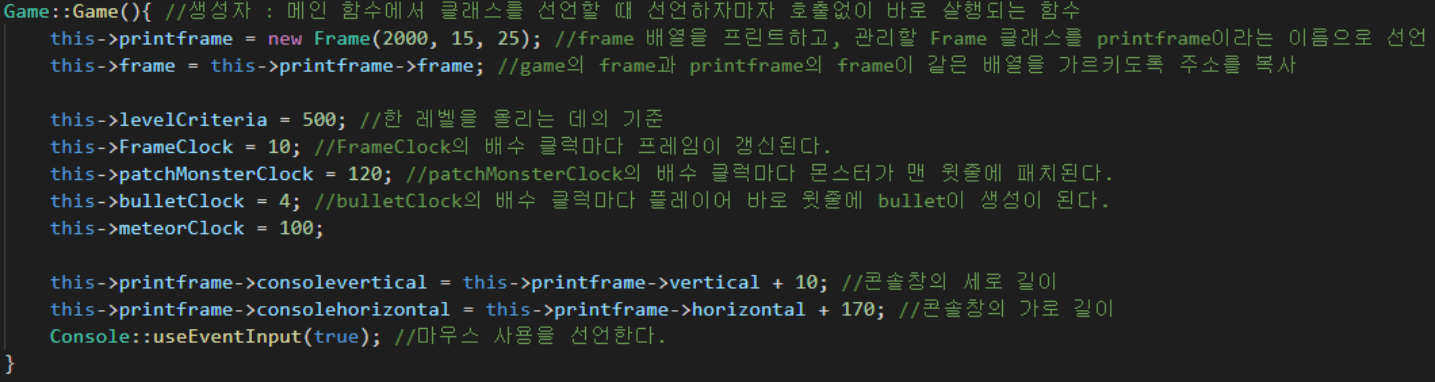 Game::Game(){ //생성자 : 메인 함수에서 클래스를 선언할 때 선언하자마자 호출없이 바로 실행되는 함수
    this->printframe = new Frame(2000, 15, 25); //frame 배열을 프린트하고, 관리할 Frame 클래스를 printframe이라는 이름으로 선언
    this->frame = this->printframe->frame; //game의 frame과 printframe의 frame이 같은 배열을 가르키도록 주소를 복사
    this->levelCriteria = 500; //한 레벨을 올리는 데의 기준
    this->FrameClock = 10; //FrameClock의 배수 클럭마다 프레임이 갱신된다.
    this->patchMonsterClock = 120; //patchMonsterClock의 배수 클럭마다 몬스터가 맨 윗줄에 패치된다.
    this->bulletClock = 4; //bulletClock의 배수 클럭마다 플레이어 바로 윗줄에 bullet이 생성이 된다.
    this->meteorClock = 100;
    this->printframe->consolevertical = this->printframe->vertical + 10; //콘솔창의 세로 길이
    this->printframe->consolehorizontal = this->printframe->horizontal + 170; //콘솔창의 가로 길이
    Console::useEventInput(true); //마우스 사용을 선언한다.
}